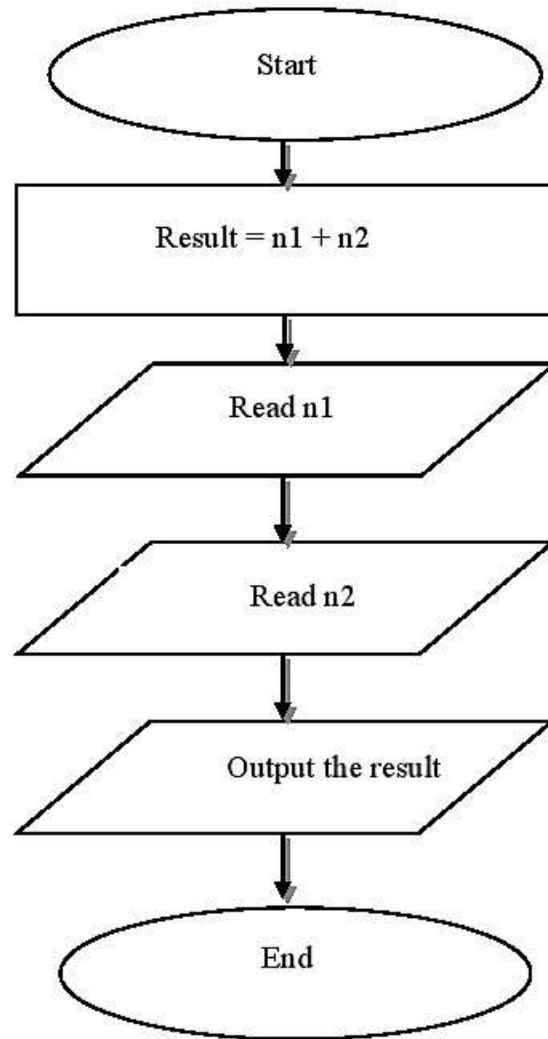 Start
Result = n1 + n2
Read n1
Read n2
Output the result
End